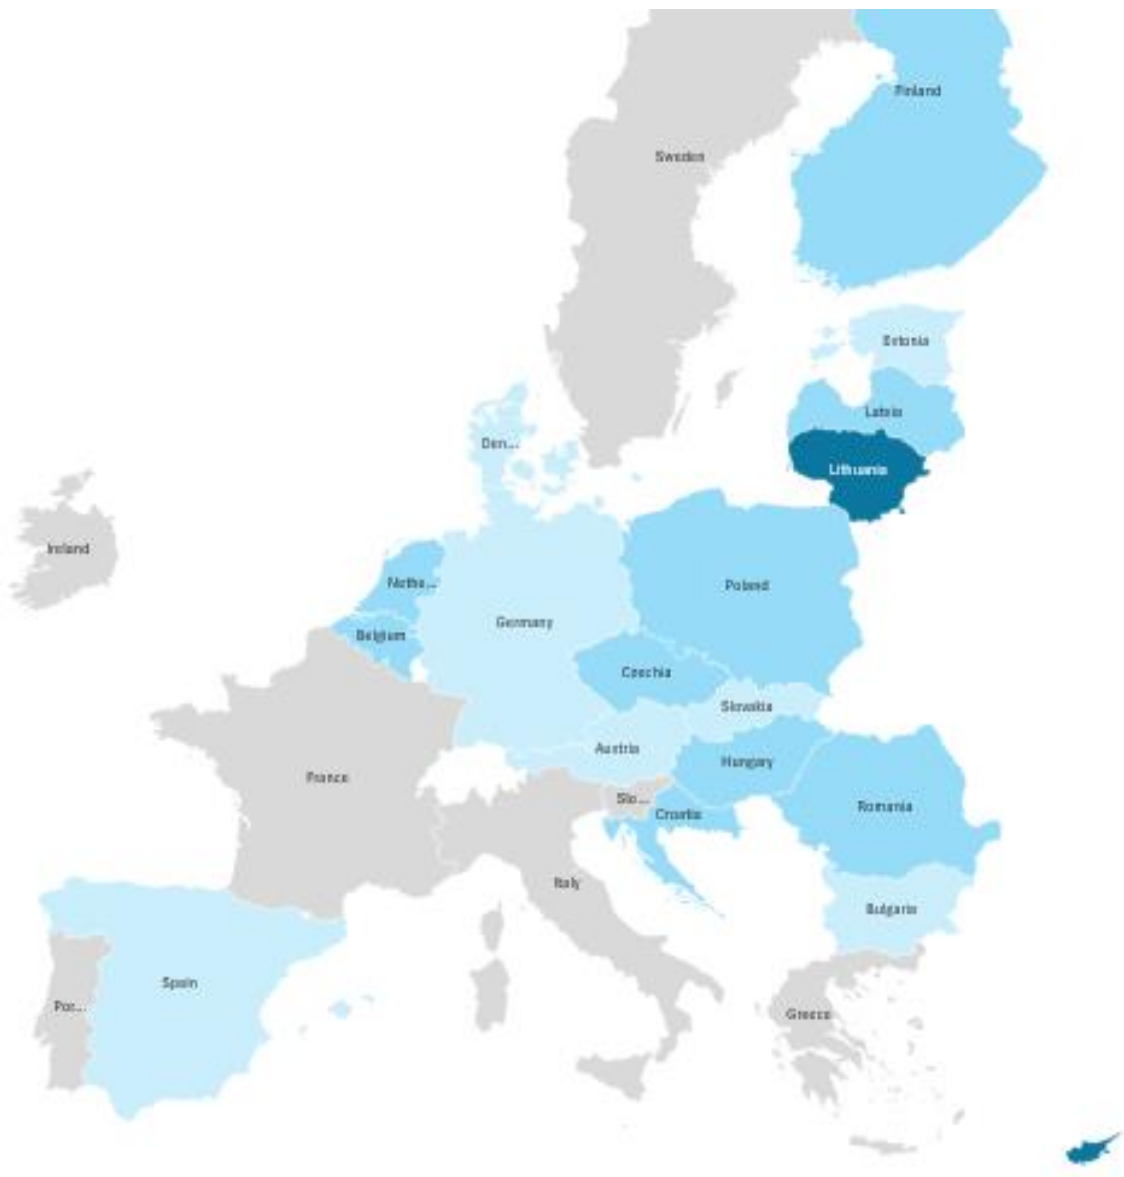 Finland
Sweden
Estonia
Latvia
Den...
Lithuania
Ireland
Nethe...
Poland
Germany
Belgium
Czechia
Slovakia
Austria
Hungary
France
Slo...
Romania
Croatia
Italy
Bulgaria
Spain
Por...
Greece